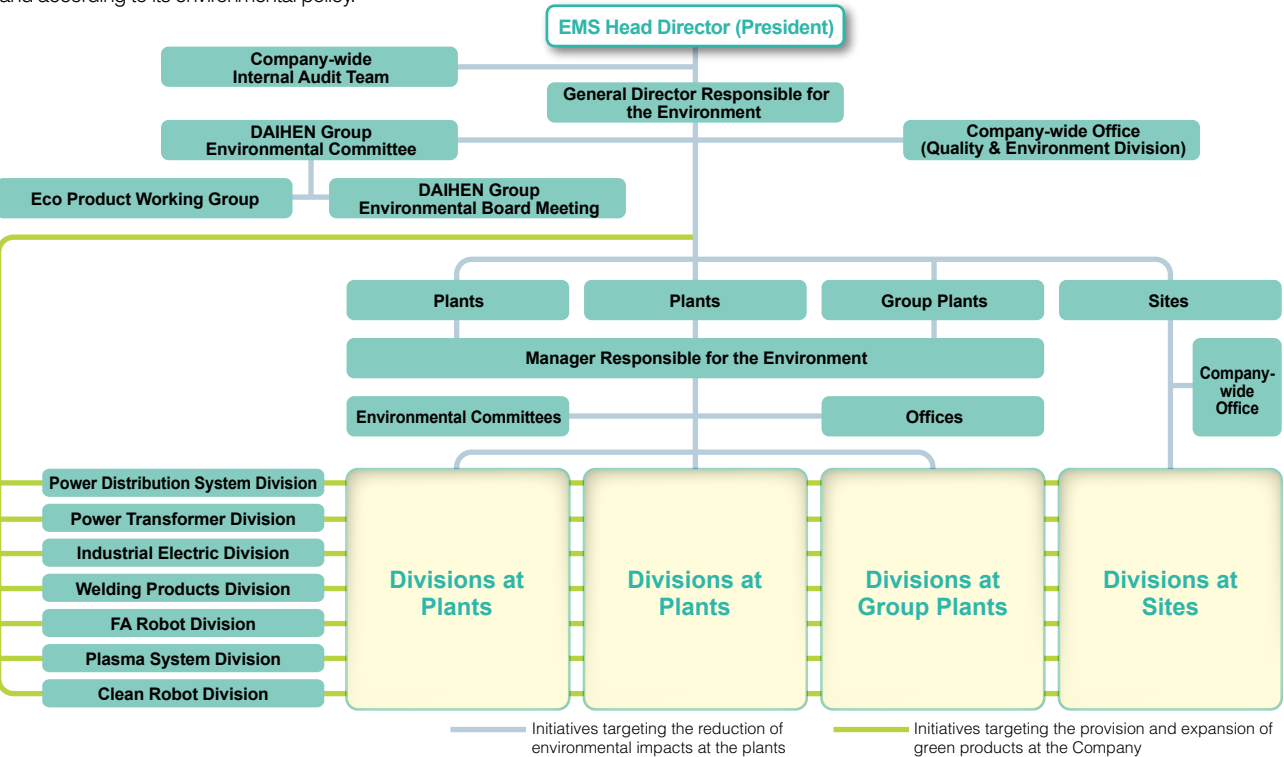 and according to its environmental policy.
EMS Head Director (President)
Company-wide
Internal Audit Team
General Director Responsible for
the Environment
DAIHEN Group
Environmental Committee
Company-wide Office
(Quality & Environment Division)
Eco Product Working Group
DAIHEN Group
Environmental Board Meeting
Plants
Plants
Group Plants
Sites
Manager Responsible for the Environment
Company-
wide
Office
Environmental Committees
Offices
Power Distribution System Division
Power Transformer Division
Industrial Electric Division
Welding Products Division
FA Robot Division
Plasma System Division
Clean Robot Division
Divisions at
Plants
Divisions at
Plants
Divisions at
Group Plants
Divisions at
Sites
Initiatives targeting the reduction of
environmental impacts at the plants
Initiatives targeting the provision and expansion of
green products at the Company